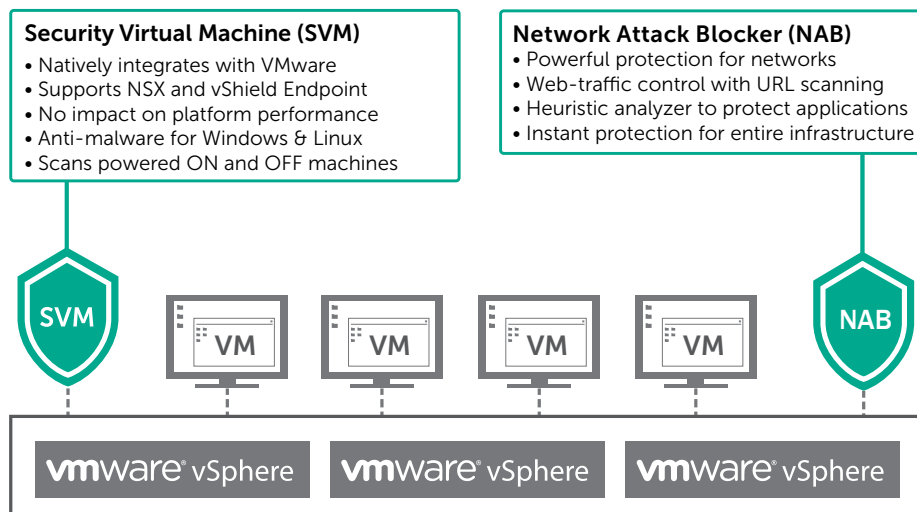 Security Virtual Machine (SVM)
• Natively integrates with VMware
• Supports NSX and vShield Endpoint
• No impact on platform performance
• Anti-malware for Windows & Linux
• Scans powered ON and OFF machines
Network Attack Blocker (NAB)
• Powerful protection for networks
• Web-traffic control with URL scanning
• Heuristic analyzer to protect applications
• Instant protection for entire infrastructure
SVM
VM
VM
VM
VM
NAB
vmware® vSphere
vmware® vSphere
vmware® vSphere